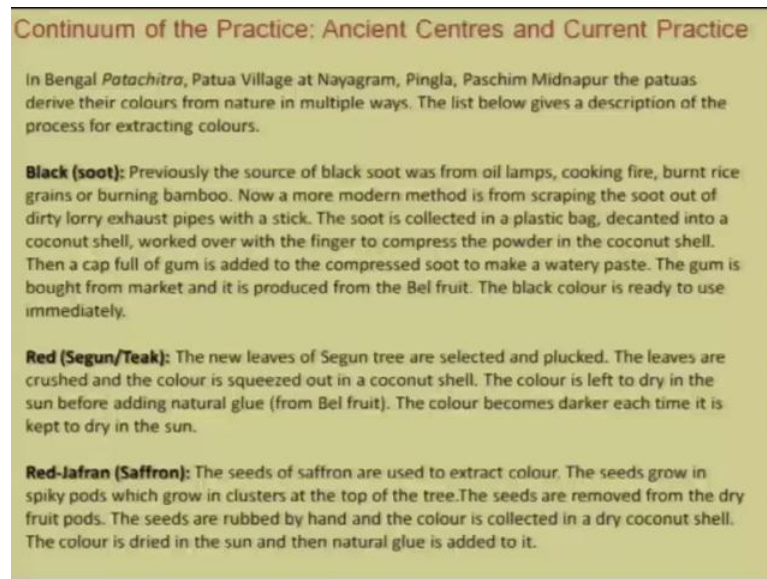 Continuum of the Practice: Ancient Centres and Current Practice
In Bengal Patachitra, Patua Village at Nayagram, Pingla, Paschim Midnapur the patuas
derive their colours from nature in multiple ways. The list below gives a description of the
process for extracting colours.
Black (soot): Previously the source of black soot was from oil lamps, cooking fire, burnt rice
grains or burning bamboo. Now a more modern method is from scraping the soot out of
dirty lorry exhaust pipes with a stick. The soot is collected in a plastic bag, decanted into a
coconut shell, worked over with the finger to compress the powder in the coconut shell.
Then a cap full of gum is added to the compressed soot to make a watery paste. The gum is
bought from market and it is produced from the Bel fruit. The black colour is ready to use
immediately.
Red (Segun/Teak): The new leaves of Segun tree are selected and plucked. The leaves are
crushed and the colour is squeezed out in a coconut shell. The colour is left to dry in the
sun before adding natural glue (from Bel fruit). The colour becomes darker each time it is
kept to dry in the sun.
Red-Jafran (Saffron): The seeds of saffron are used to extract colour. The seeds grow in
spiky pods which grow in clusters at the top of the tree.The seeds are removed from the dry
fruit pods. The seeds are rubbed by hand and the colour is collected in a dry coconut shell.
The colour is dried in the sun and then natural glue is added to it.